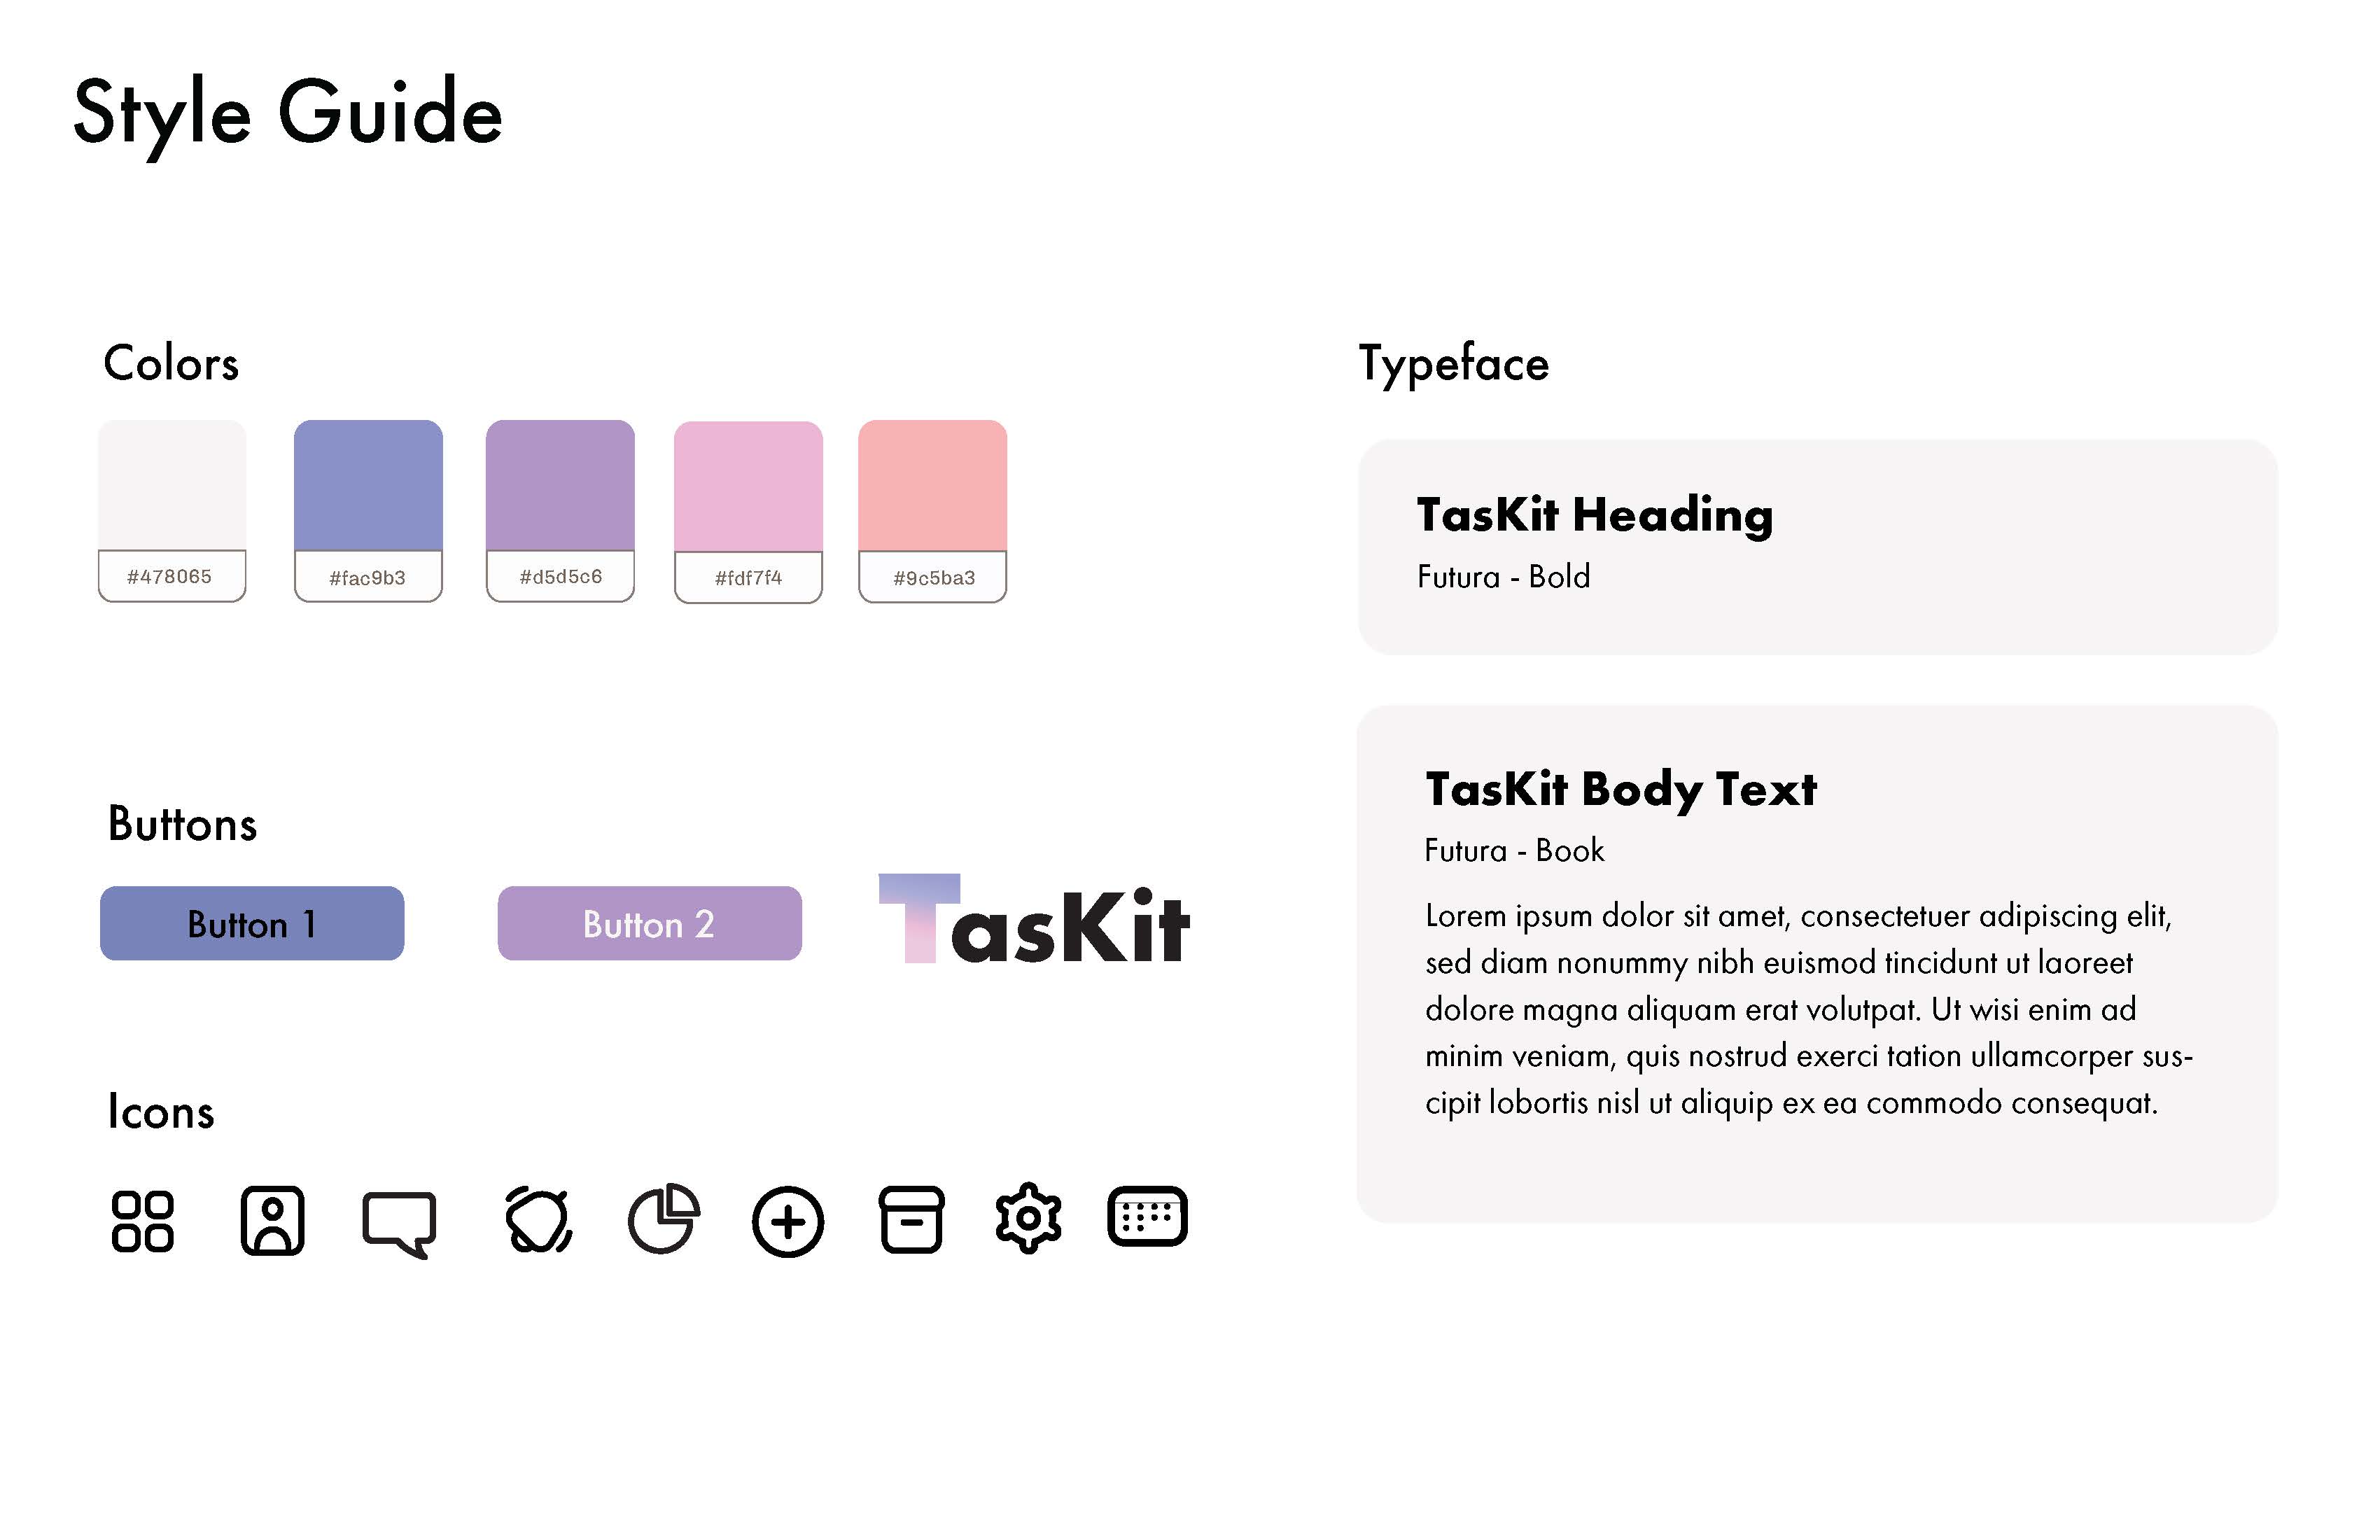 Style Guide
Colors
#478065
#fac9b3
#d5d5c6
#fdf7f4
#9c5ba3
Buttons
Button 1
Button 2
TasKit
Icons
Typeface
TasKit Heading
Futura - Bold
TasKit Body Text
Futura - Book
Lorem ipsum dolor sit amet, consectetuer adipiscing elit,
sed diam nonummy nibh euismod tincidunt ut laoreet
dolore magna aliquam erat volutpat. Ut wisi enim ad
minim veniam, quis nostrud exerci tation ullamcorper sus-
cipit lobortis nisl ut aliquip ex ea commodo consequat.